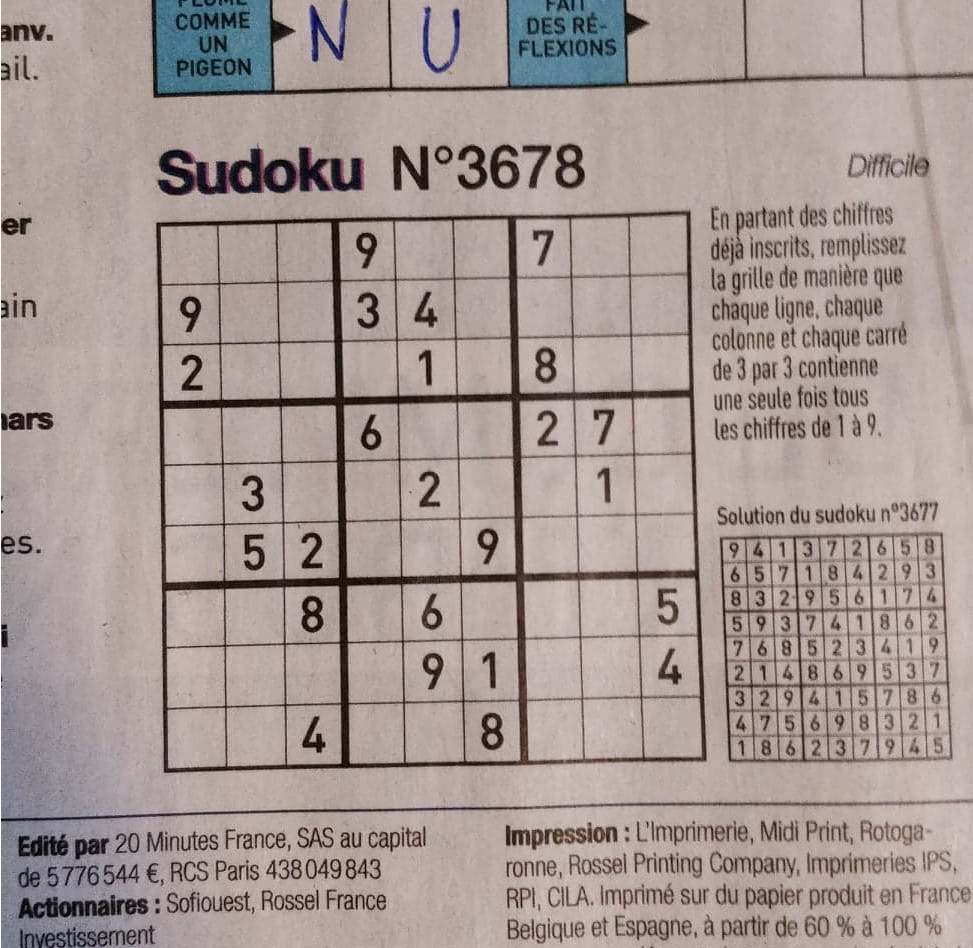 anv.
ail.
PLUME
COMME
UN
PIGEON
N U
FAIT
DES RÉ-
FLEXIONS
Sudoku N°3678
Difficile
er
ain
mars
es.
i
9 7
9 3 4
2 1 8
6 2 7
3 2 1
5 2 9
8 6 5
9 1 4
4 8
En partant des chiffres
déjà inscrits, remplissez
la grille de manière que
chaque ligne, chaque
colonne et chaque carré
de 3 par 3 contienne
une seule fois tous
les chiffres de 1 à 9.
Solution du sudoku n°3677
9 4 1 3 7 2 6 5 8
6 5 7 1 8 4 2 9 3
8 3 2 9 5 6 1 7 4
5 9 3 7 4 1 8 6 2
7 6 8 5 2 3 4 1 9
2 1 4 8 6 9 5 3 7
3 2 9 4 1 5 7 8 6
4 7 5 6 9 8 3 2 1
1 8 6 2 3 7 9 4 5
Edité par 20 Minutes France, SAS au capital
de 5 776 544 €, RCS Paris 438 049 843
Actionnaires : Sofiouest, Rossel France
Investissement
Impression : L'Imprimerie, Midi Print, Rotoga-
ronne, Rossel Printing Company, Imprimeries IPS,
RPI, CILA. Imprimé sur du papier produit en France
Belgique et Espagne, à partir de 60 % à 100 %